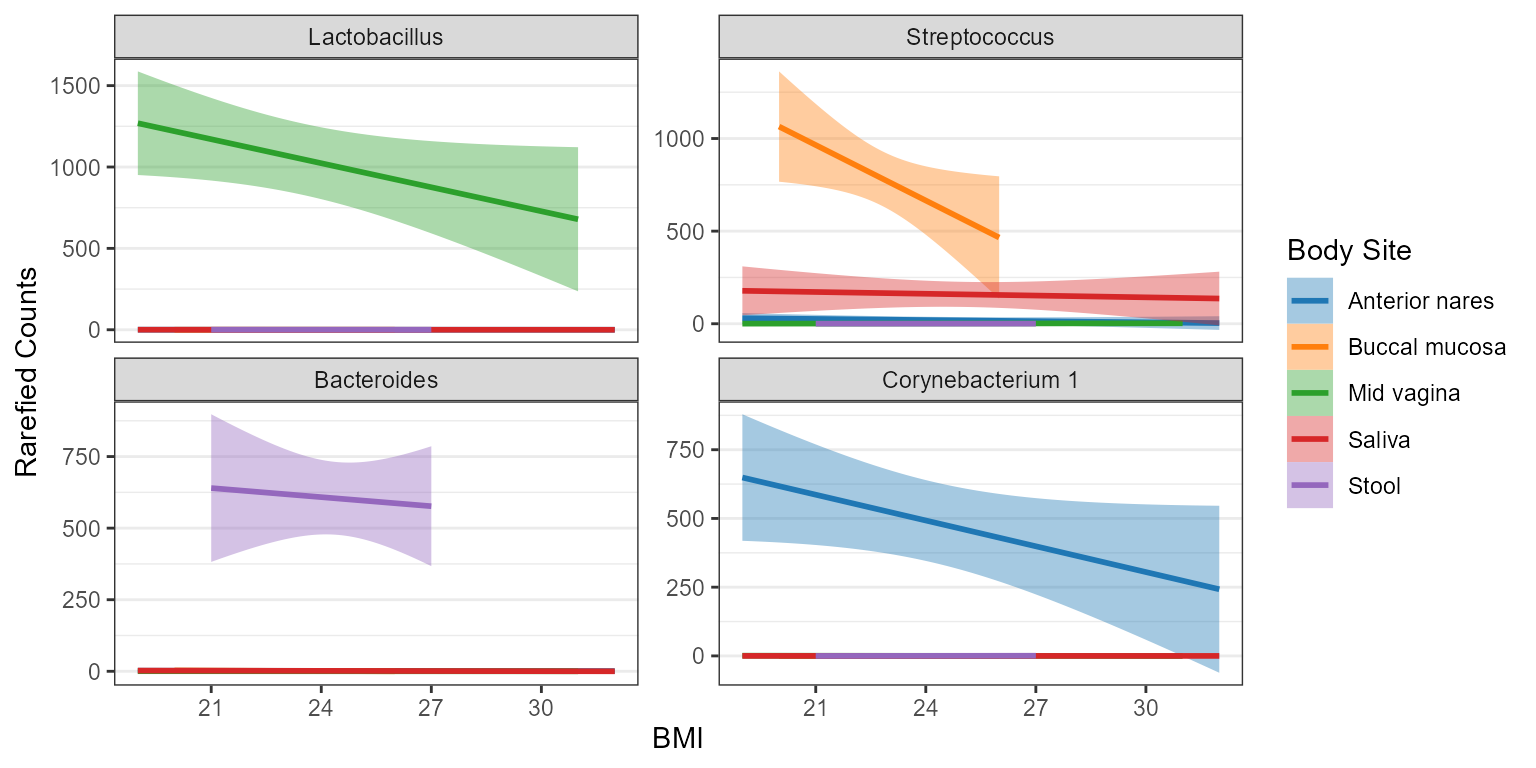 Lactobacillus
Streptococcus
1500
1000
500
0
1000
500
0
Bacteroides
Corynebacterium 1
750
500
250
0
750
500
250
0
21 24 27 30
21 24 27 30
BMI
Rarefied Counts
Body Site
Anterior nares
Buccal mucosa
Mid vagina
Saliva
Stool